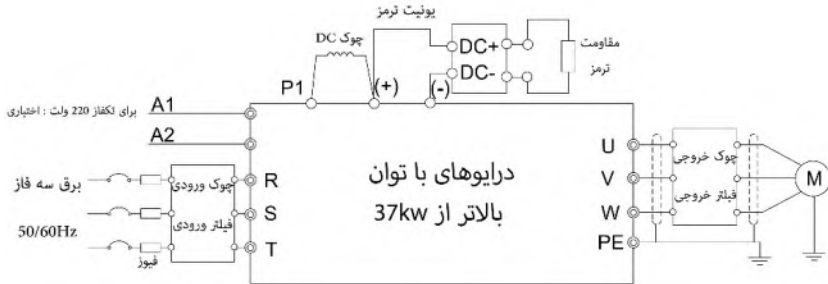 یونیت ترمز
چوک DC
DC+
DC-
مقاومت
ترمز
P1
(+)
(-)
برای تکفاز 220 ولت : اختیاری
A1
A2
درایوهای با توان
بالاتر از 37kw
برق سه فاز
50/60Hz
فیوز
چوک ورودی
فیلتر ورودی
R
S
T
U
V
W
PE
چوک خروجی
فیلتر خروجی
M